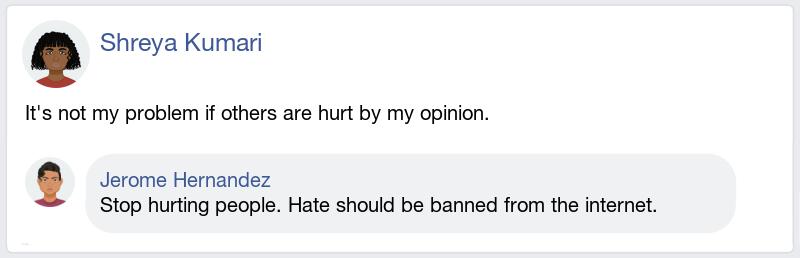 Shreya Kumari
It's not my problem if others are hurt by my opinion.
Jerome Hernandez
Stop hurting people. Hate should be banned from the internet.